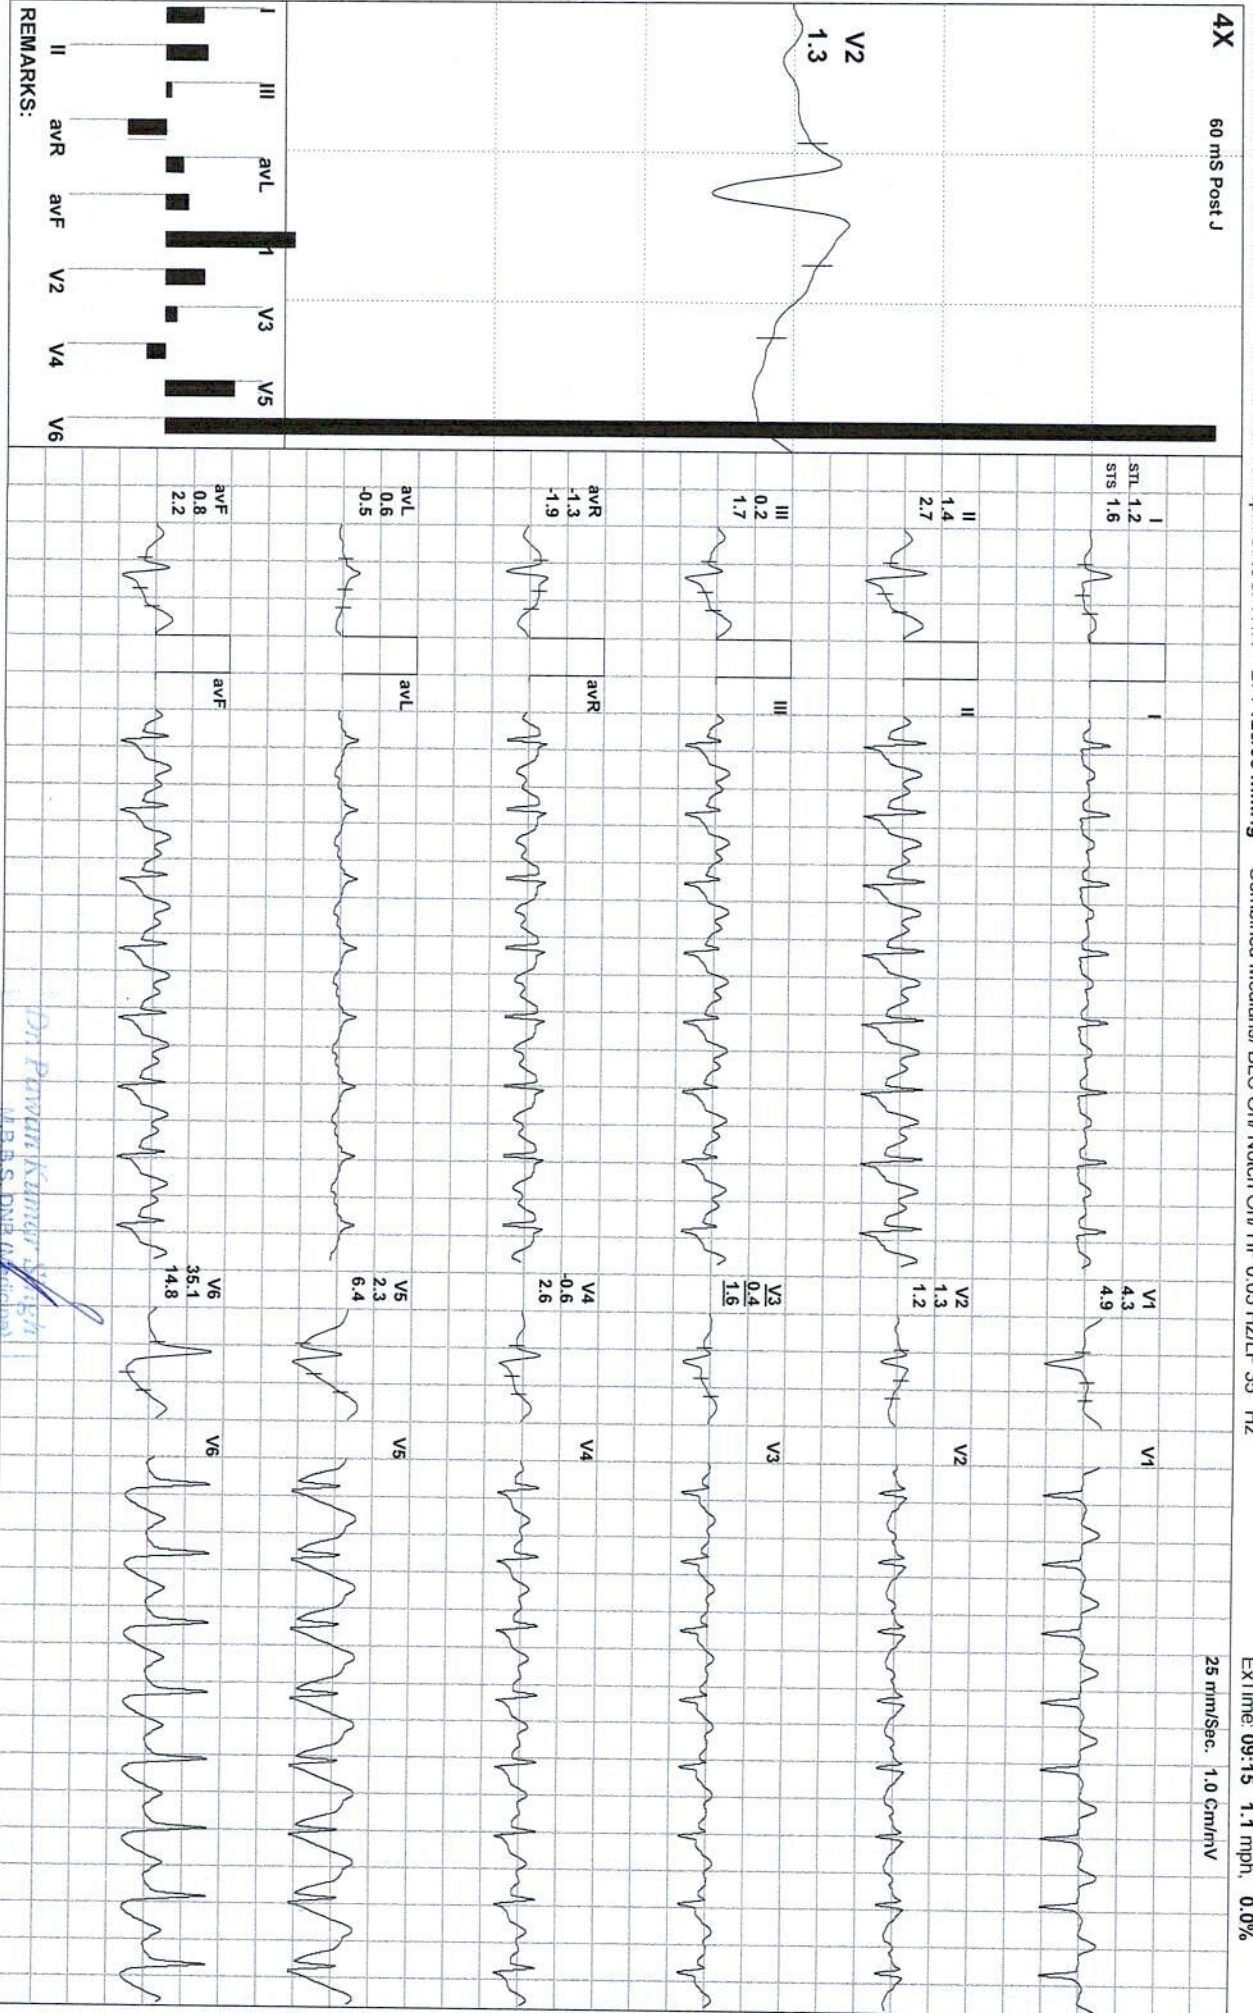 ExTime: 09:15 1.1 mph, 0.0%
25 mm/Sec. 1.0 Cm/mV
4X
60 mS Post J
V2
1.3
I
STL 1.2
STS 1.6
II
1.4
2.7
III
0.2
1.7
avR
-1.3
-1.9
avL
0.6
-0.5
avF
0.8
2.2
I
II
III
avR
avL
avF
V1
4.3
4.9
V2
1.3
1.2
V3
0.4
1.6
V4
-0.6
2.6
V5
2.3
6.4
V6
35.1
14.8
V1
V2
V3
V4
V5
V6
I
III
avL
1
V3
V5
II
avR
avF
V2
V4
V6
REMARKS:
Dr. Pawan Kumar Singh
M.B.B.S. DNB (Medicine)